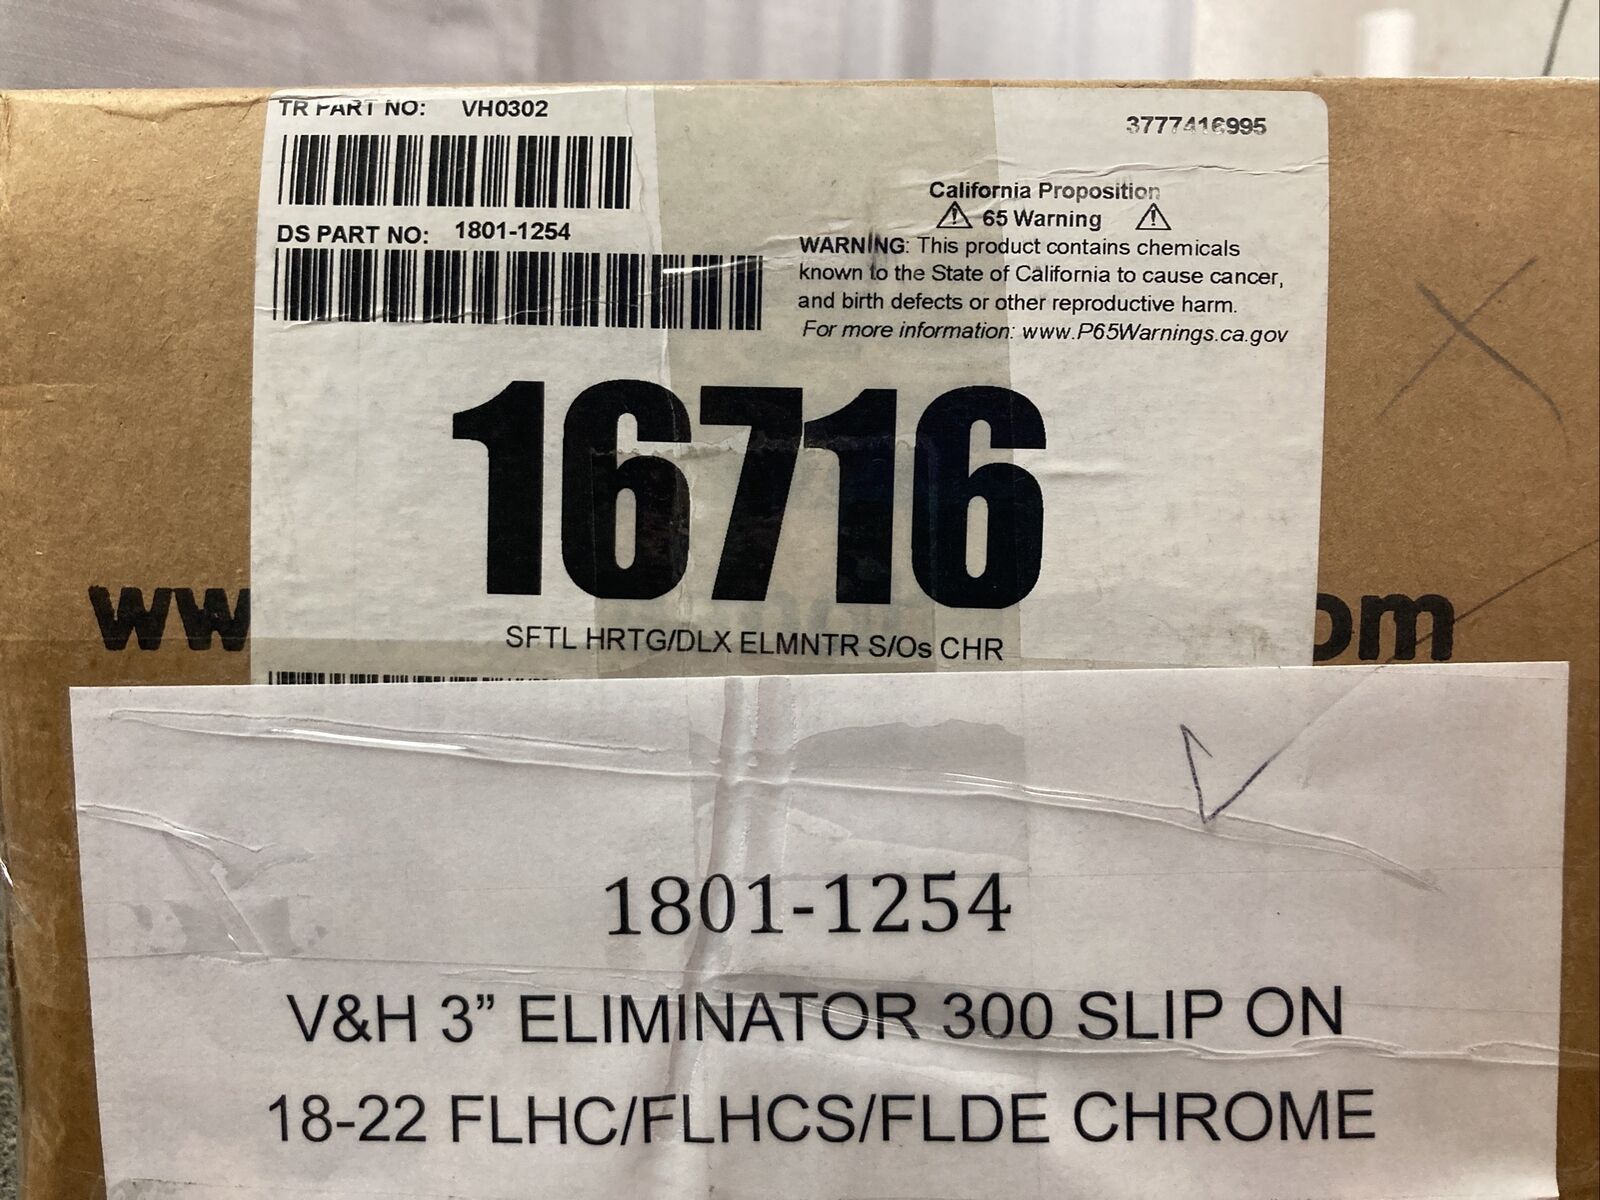 TR PART NO: VH0302
3777416995
DS PART NO: 1801-1254
California Proposition
65 Warning
WARNING: This product contains chemicals
known to the State of California to cause cancer,
and birth defects or other reproductive harm.
For more information: www.P65Warnings.ca.gov
16716
SFTL HRTG/DLX ELMNTR S/Os CHR
1801-1254
V&H 3” ELIMINATOR 300 SLIP ON
18-22 FLHC/FLHCS/FLDE CHROME